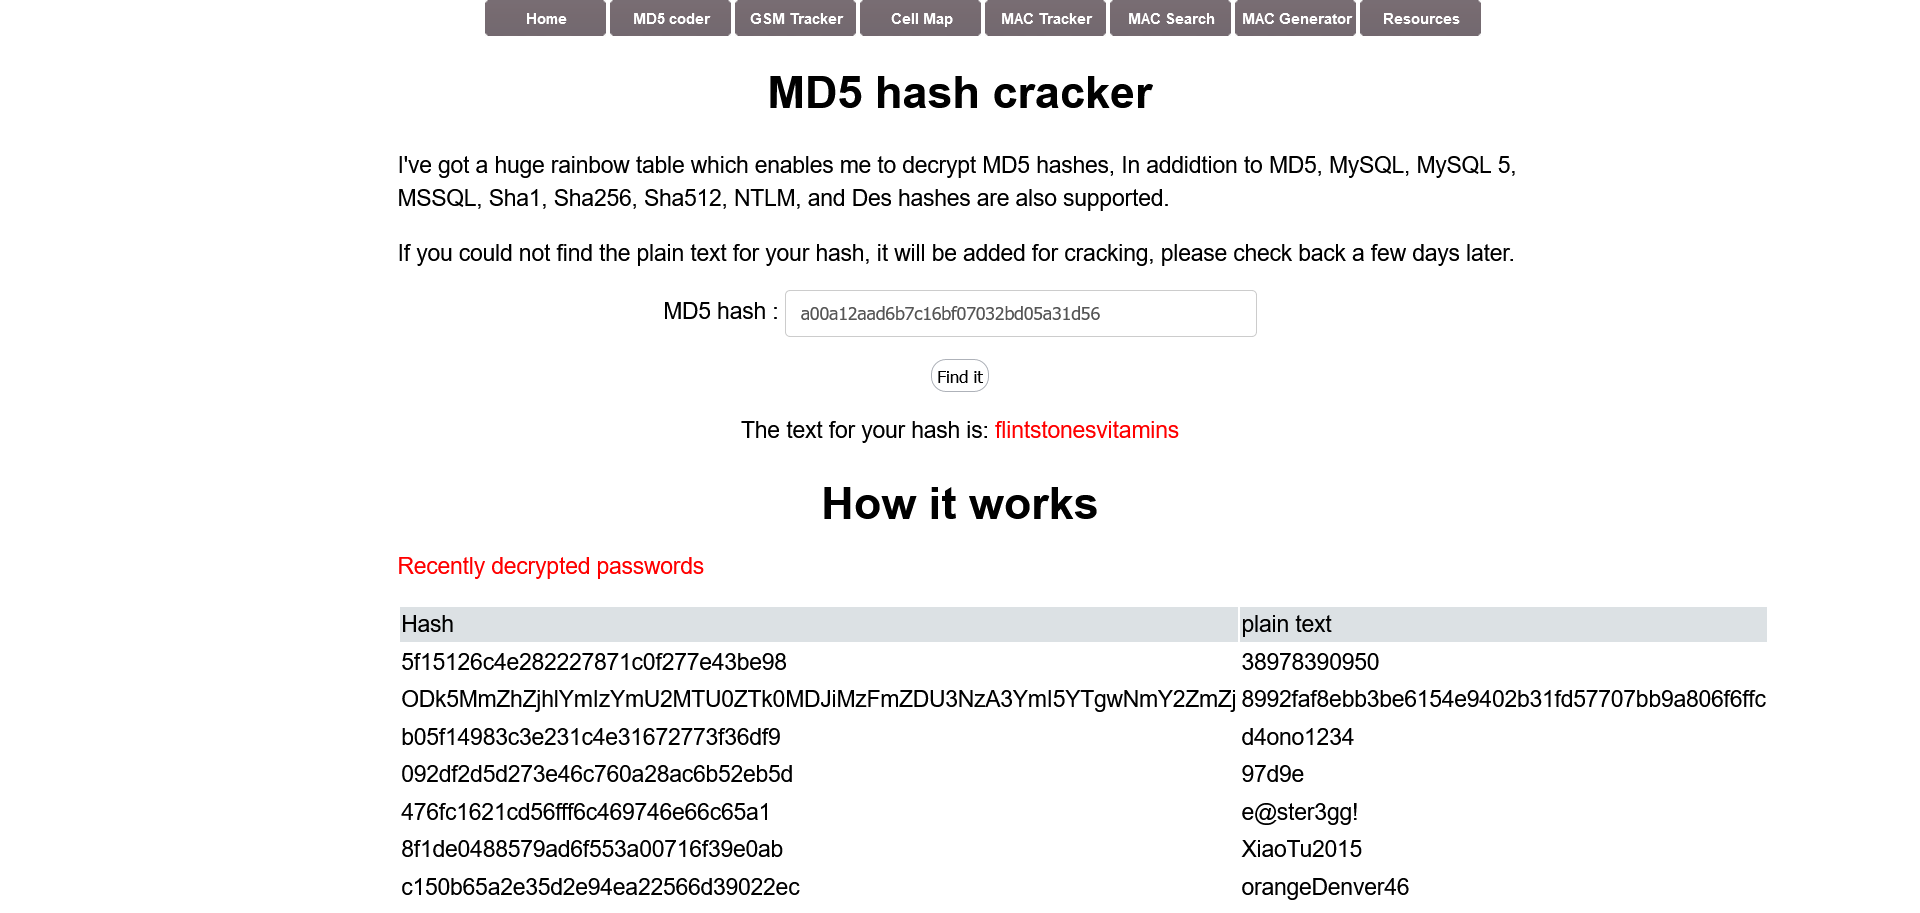 Home MD5 coder GSM Tracker Cell Map MAC Tracker MAC Search MAC Generator Resources
MD5 hash cracker
I've got a huge rainbow table which enables me to decrypt MD5 hashes, In addidtion to MD5, MySQL, MySQL 5,
MSSQL, Sha1, Sha256, Sha512, NTLM, and Des hashes are also supported.
If you could not find the plain text for your hash, it will be added for cracking, please check back a few days later.
MD5 hash : a00a12aad6b7c16bf07032bd05a31d56
Find it
The text for your hash is: flintstonesvitamins
How it works
Recently decrypted passwords
Hash plain text
5f15126c4e282227871c0f277e43be98 38978390950
ODk5MmZhZjhlYmIzYmU2MTU0ZTk0MDJiMzFmZDU3NzA3YmI5YTgwNmY2ZmZj 8992faf8ebb3be6154e9402b31fd57707bb9a806f6ffc
b05f14983c3e231c4e31672773f36df9 d4ono1234
092df2d5d273e46c760a28ac6b52eb5d 97d9e
476fc1621cd56fff6c469746e66c65a1 e@ster3gg!
8f1de0488579ad6f553a00716f39e0ab XiaoTu2015
c150b65a2e35d2e94ea22566d39022ec orangeDenver46